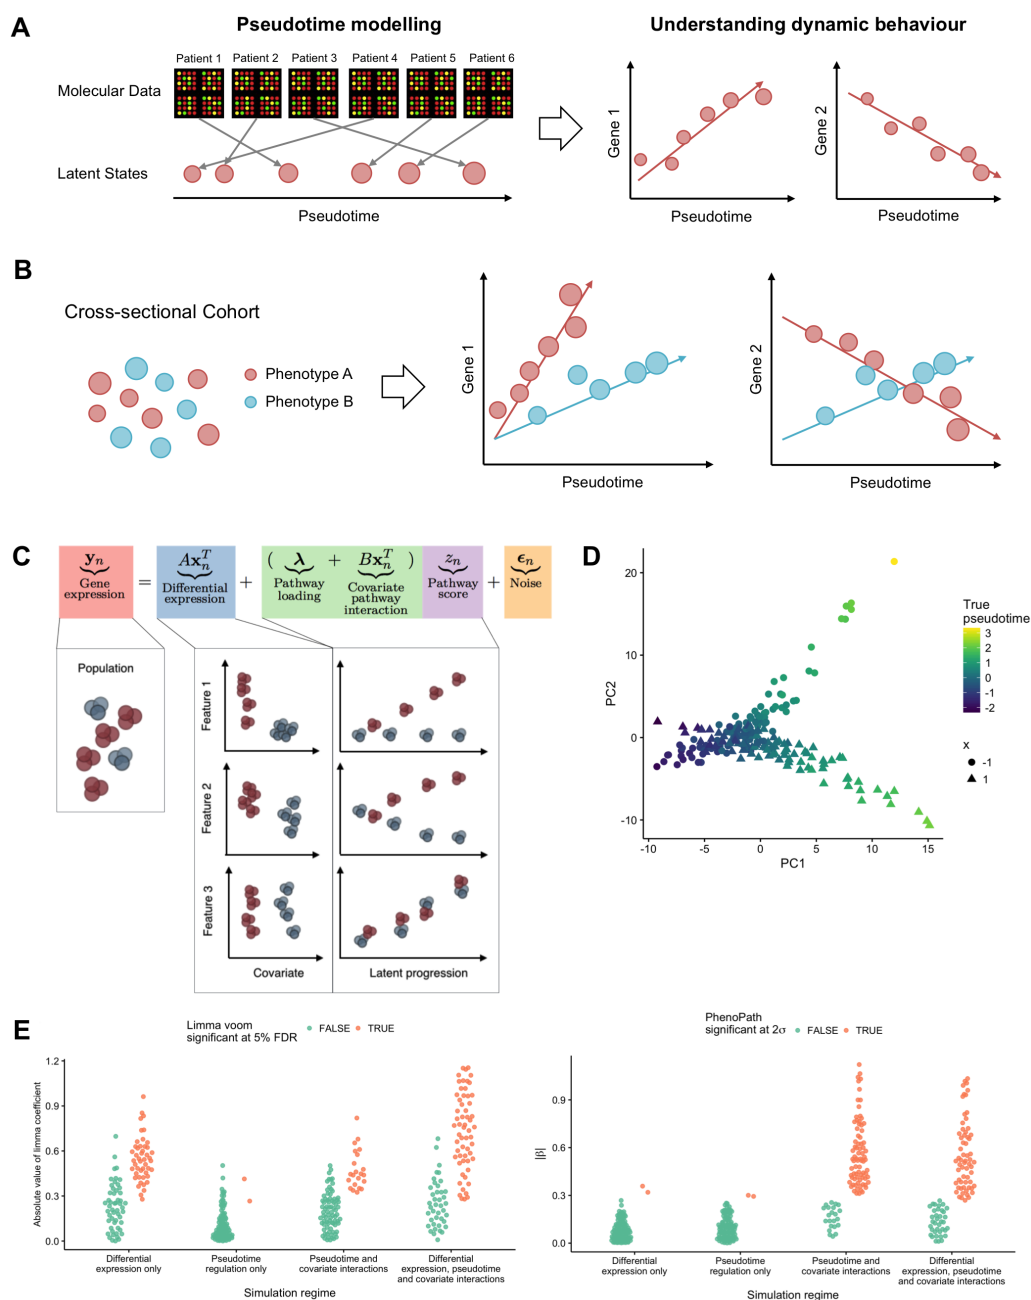 A
Pseudotime modelling
Understanding dynamic behaviour
Patient 1 Patient 2 Patient 3 Patient 4 Patient 5 Patient 6
Molecular Data
Latent States
Pseudotime
Gene 1
Pseudotime
Gene 2
Pseudotime
B
Cross-sectional Cohort
Phenotype A
Phenotype B
Gene 1
Pseudotime
Gene 2
Pseudotime
C
yₙ = Axₙᵀ + ( λ + Bxₙᵀ ) zₙ + ϵₙ
Gene expression
Differential expression
Pathway loading
Covariate pathway interaction
Pathway score
Noise
Population
Feature 1
Feature 2
Feature 3
Covariate
Latent progression
D
PC2
20
10
0
-10
-10 -5 0 5 10 15
PC1
True
pseudotime
3
2
1
0
-1
-2
x
-1
1
E
Limma voom
significant at 5% FDR FALSE TRUE
Absolute value of limma coefficient
1.2
0.9
0.6
0.3
0.0
Differential
expression only
Pseudotime
regulation only
Pseudotime and
covariate interactions
Differential
expression, pseudotime
and covariate interactions
Simulation regime
PhenoPath
significant at 2σ FALSE TRUE
|β|
0.9
0.6
0.3
0.0
Differential
expression only
Pseudotime
regulation only
Pseudotime and
covariate interactions
Differential
expression, pseudotime
and covariate interactions
Simulation regime